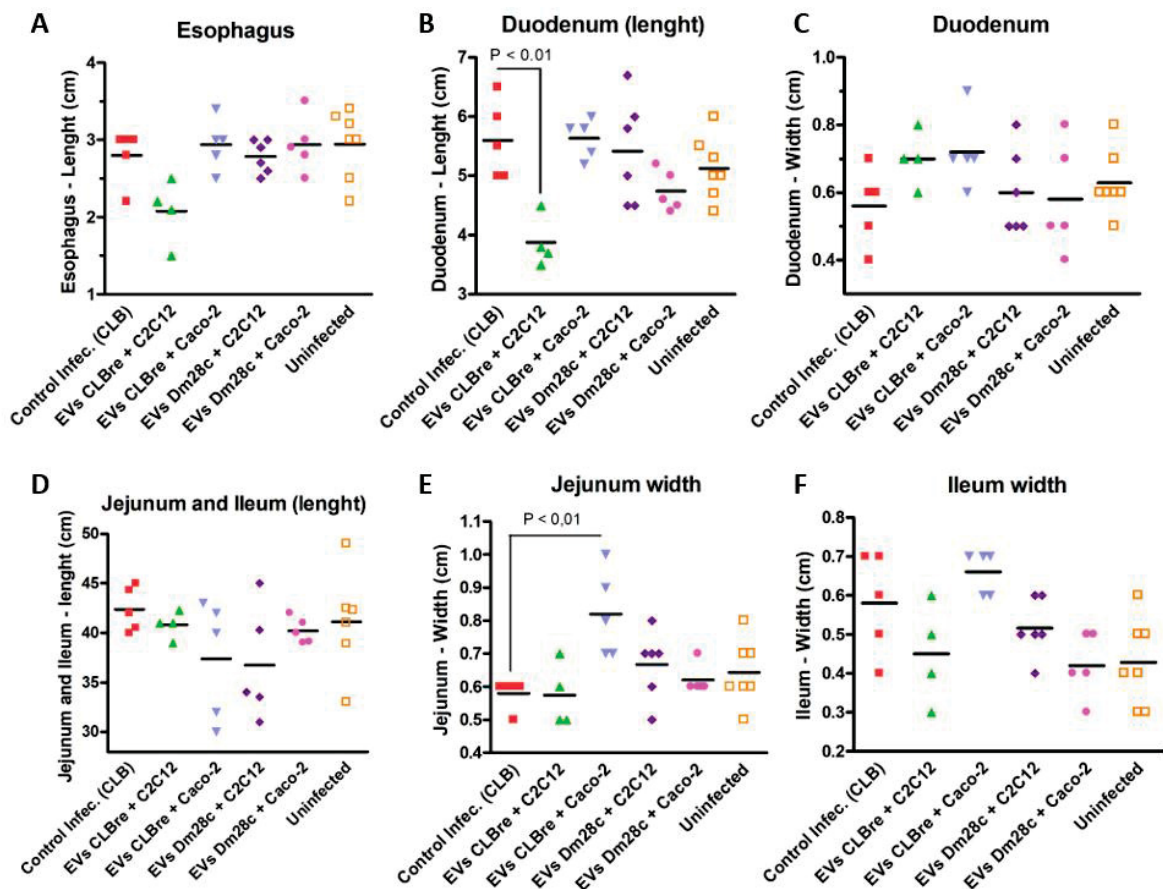 A
Esophagus
Esophagus - Lenght (cm)
4
3
2
1
Control Infec. (CLB)
EVs CLBre + C2C12
EVs CLBre + Caco-2
EVs Dm28c + C2C12
EVs Dm28c + Caco-2
Uninfected
B
Duodenum (lenght)
P < 0.01
Duodenum - Lenght (cm)
7
6
5
4
3
Control Infec. (CLB)
EVs CLBre + C2C12
EVs CLBre + Caco-2
EVs Dm28c + C2C12
EVs Dm28c + Caco-2
Uninfected
C
Duodenum
Duodenum - Width (cm)
1.0
0.8
0.6
0.4
Control Infec. (CLB)
EVs CLBre + C2C12
EVs CLBre + Caco-2
EVs Dm28c + C2C12
EVs Dm28c + Caco-2
Uninfected
D
Jejunum and Ileum (lenght)
Jejunum and Ileum - lenght (cm)
50
45
40
35
30
Control Infec. (CLB)
EVs CLBre + C2C12
EVs CLBre + Caco-2
EVs Dm28c + C2C12
EVs Dm28c + Caco-2
Uninfected
E
Jejunum width
P < 0,01
Jejunum - Width (cm)
1.1
1.0
0.9
0.8
0.7
0.6
0.5
0.4
Control Infec. (CLB)
EVs CLBre + C2C12
EVs CLBre + Caco-2
EVs Dm28c + C2C12
EVs Dm28c + Caco-2
Uninfected
F
Ileum width
Ileum - Width (cm)
0.8
0.7
0.6
0.5
0.4
0.3
0.2
Control Infec. (CLB)
EVs CLBre + C2C12
EVs CLBre + Caco-2
EVs Dm28c + C2C12
EVs Dm28c + Caco-2
Uninfected